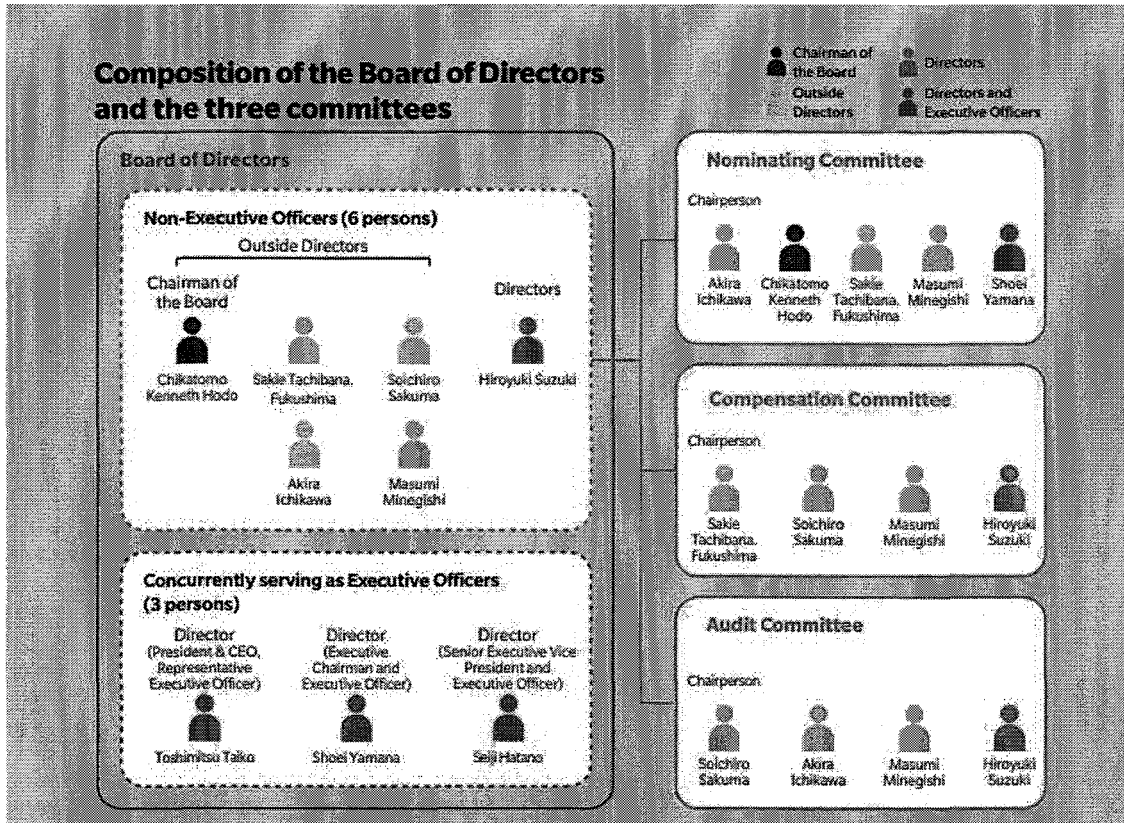 Composition of the Board of Directors
and the three committees
Chairman of
the Board
Directors
Outside
Directors
Directors and
Executive Officers
Board of Directors
Non-Executive Officers (6 persons)
Outside Directors
Chairman of
the Board
Directors
Chikatomo
Kenneth Hodo
Sakie Tachibana
Fukushima
Soichiro
Sakuma
Hiroyuki Suzuki
Akira
Ichikawa
Masumi
Minegishi
Concurrently serving as Executive Officers
(3 persons)
Director
(President & CEO,
Representative
Executive Officer)
Director
(Executive
Chairman and
Executive Officer)
Director
(Senior Executive Vice
President and
Executive Officer)
Toshimitsu Taiko
Shoei Yamana
Seiji Hatano
Nominating Committee
Chairperson
Akira
Ichikawa
Chikatomo
Kenneth
Hodo
Sakie
Tachibana
Fukushima
Masumi
Minegishi
Shoei
Yamana
Compensation Committee
Chairperson
Sakie
Tachibana
Fukushima
Soichiro
Sakuma
Masumi
Minegishi
Hiroyuki
Suzuki
Audit Committee
Chairperson
Soichiro
Sakuma
Akira
Ichikawa
Masumi
Minegishi
Hiroyuki
Suzuki